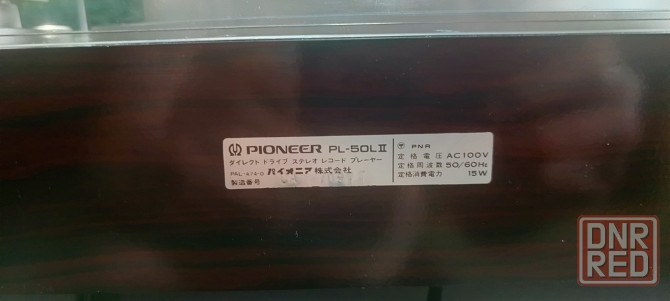 PIONEER PL-50LII
ダイレクト ドライブ ステレオ レコード プレーヤー
PAL-474-0 パイオニア株式会社
製造番号
PNR
定格電圧 AC100V
定格周波数 50/60Hz
定格消費電力 15W
DNR
RED